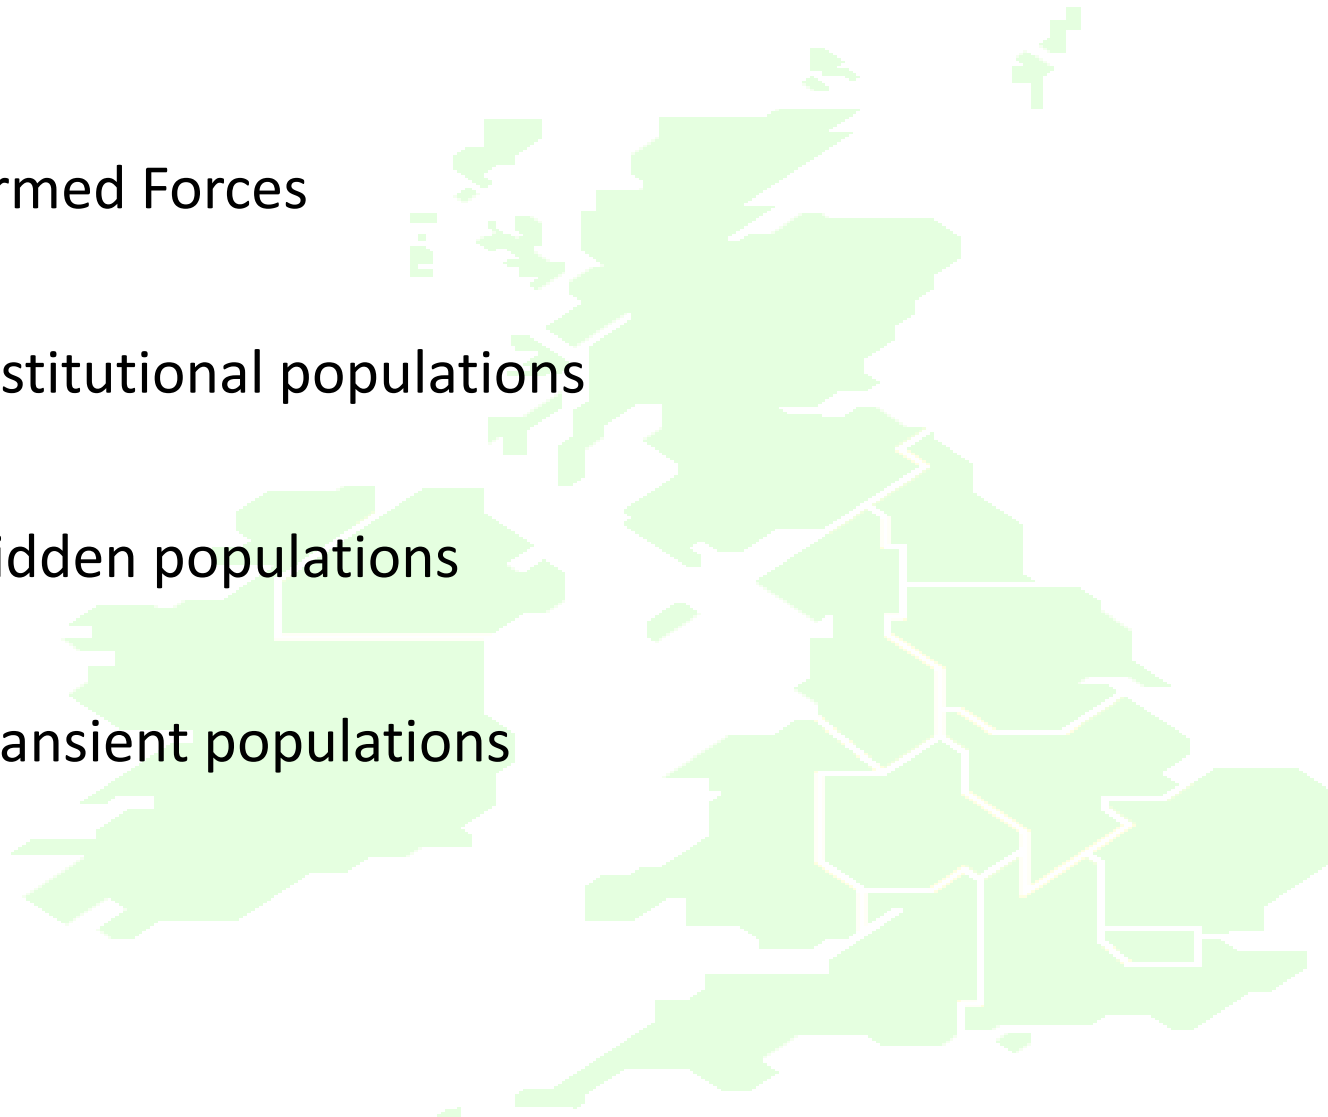 rmed Forces
stitutional populations
idden populations
ansient populations